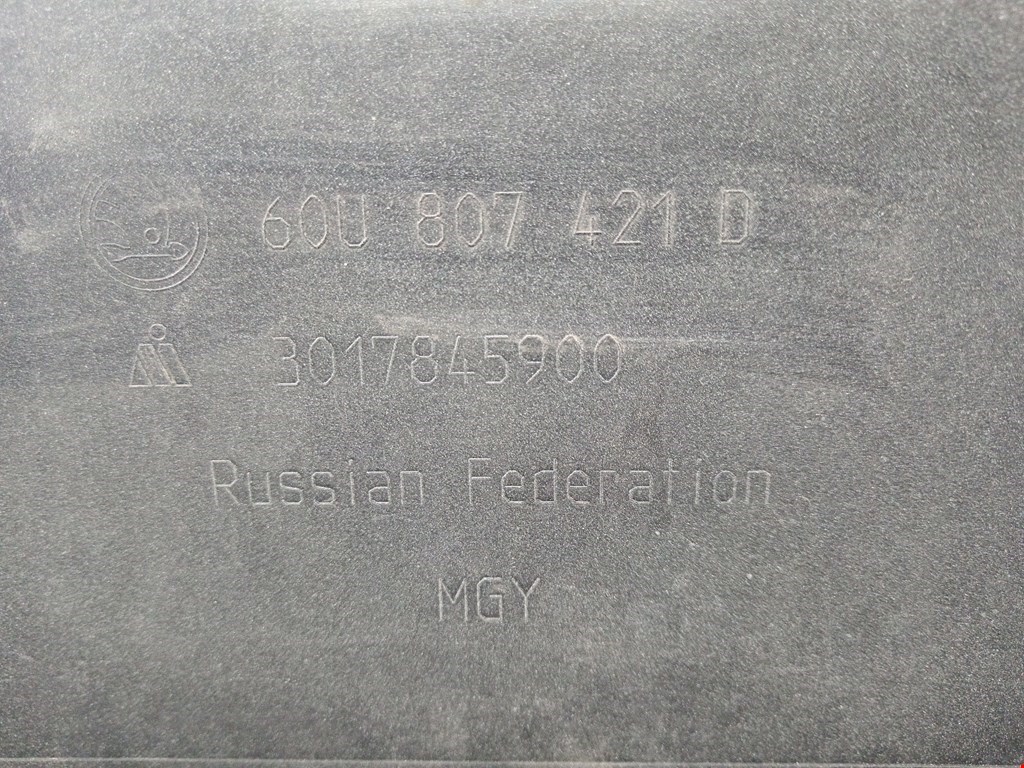 60U 807 421 D
3017845900
Russian Federation
MGY